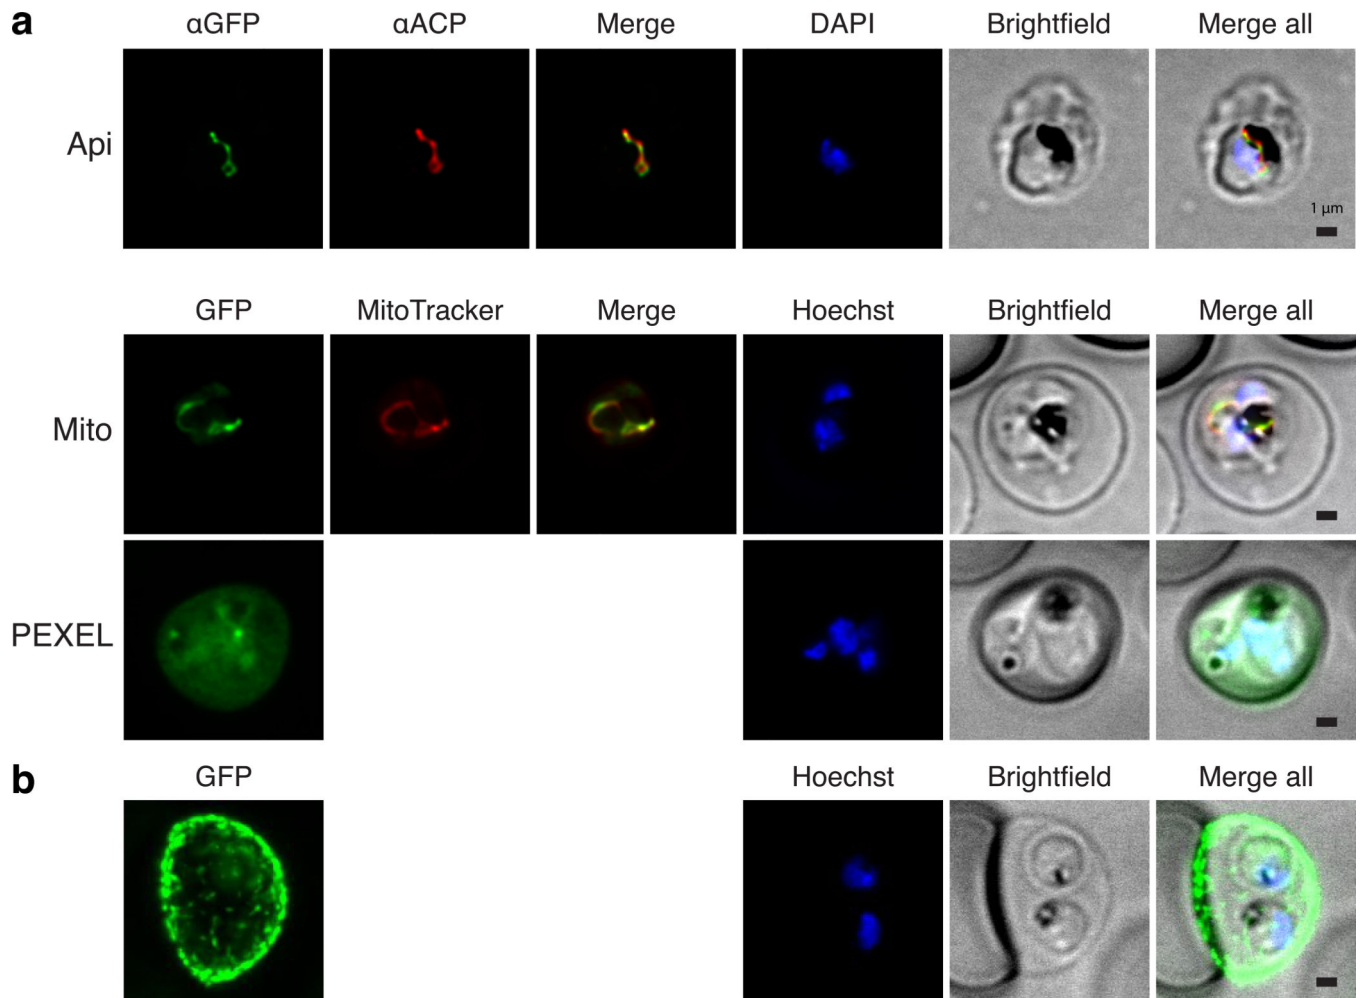 a
αGFP αACP Merge DAPI Brightfield Merge all
Api
1 μm
GFP MitoTracker Merge Hoechst Brightfield Merge all
Mito
PEXEL
b
GFP Hoechst Brightfield Merge all